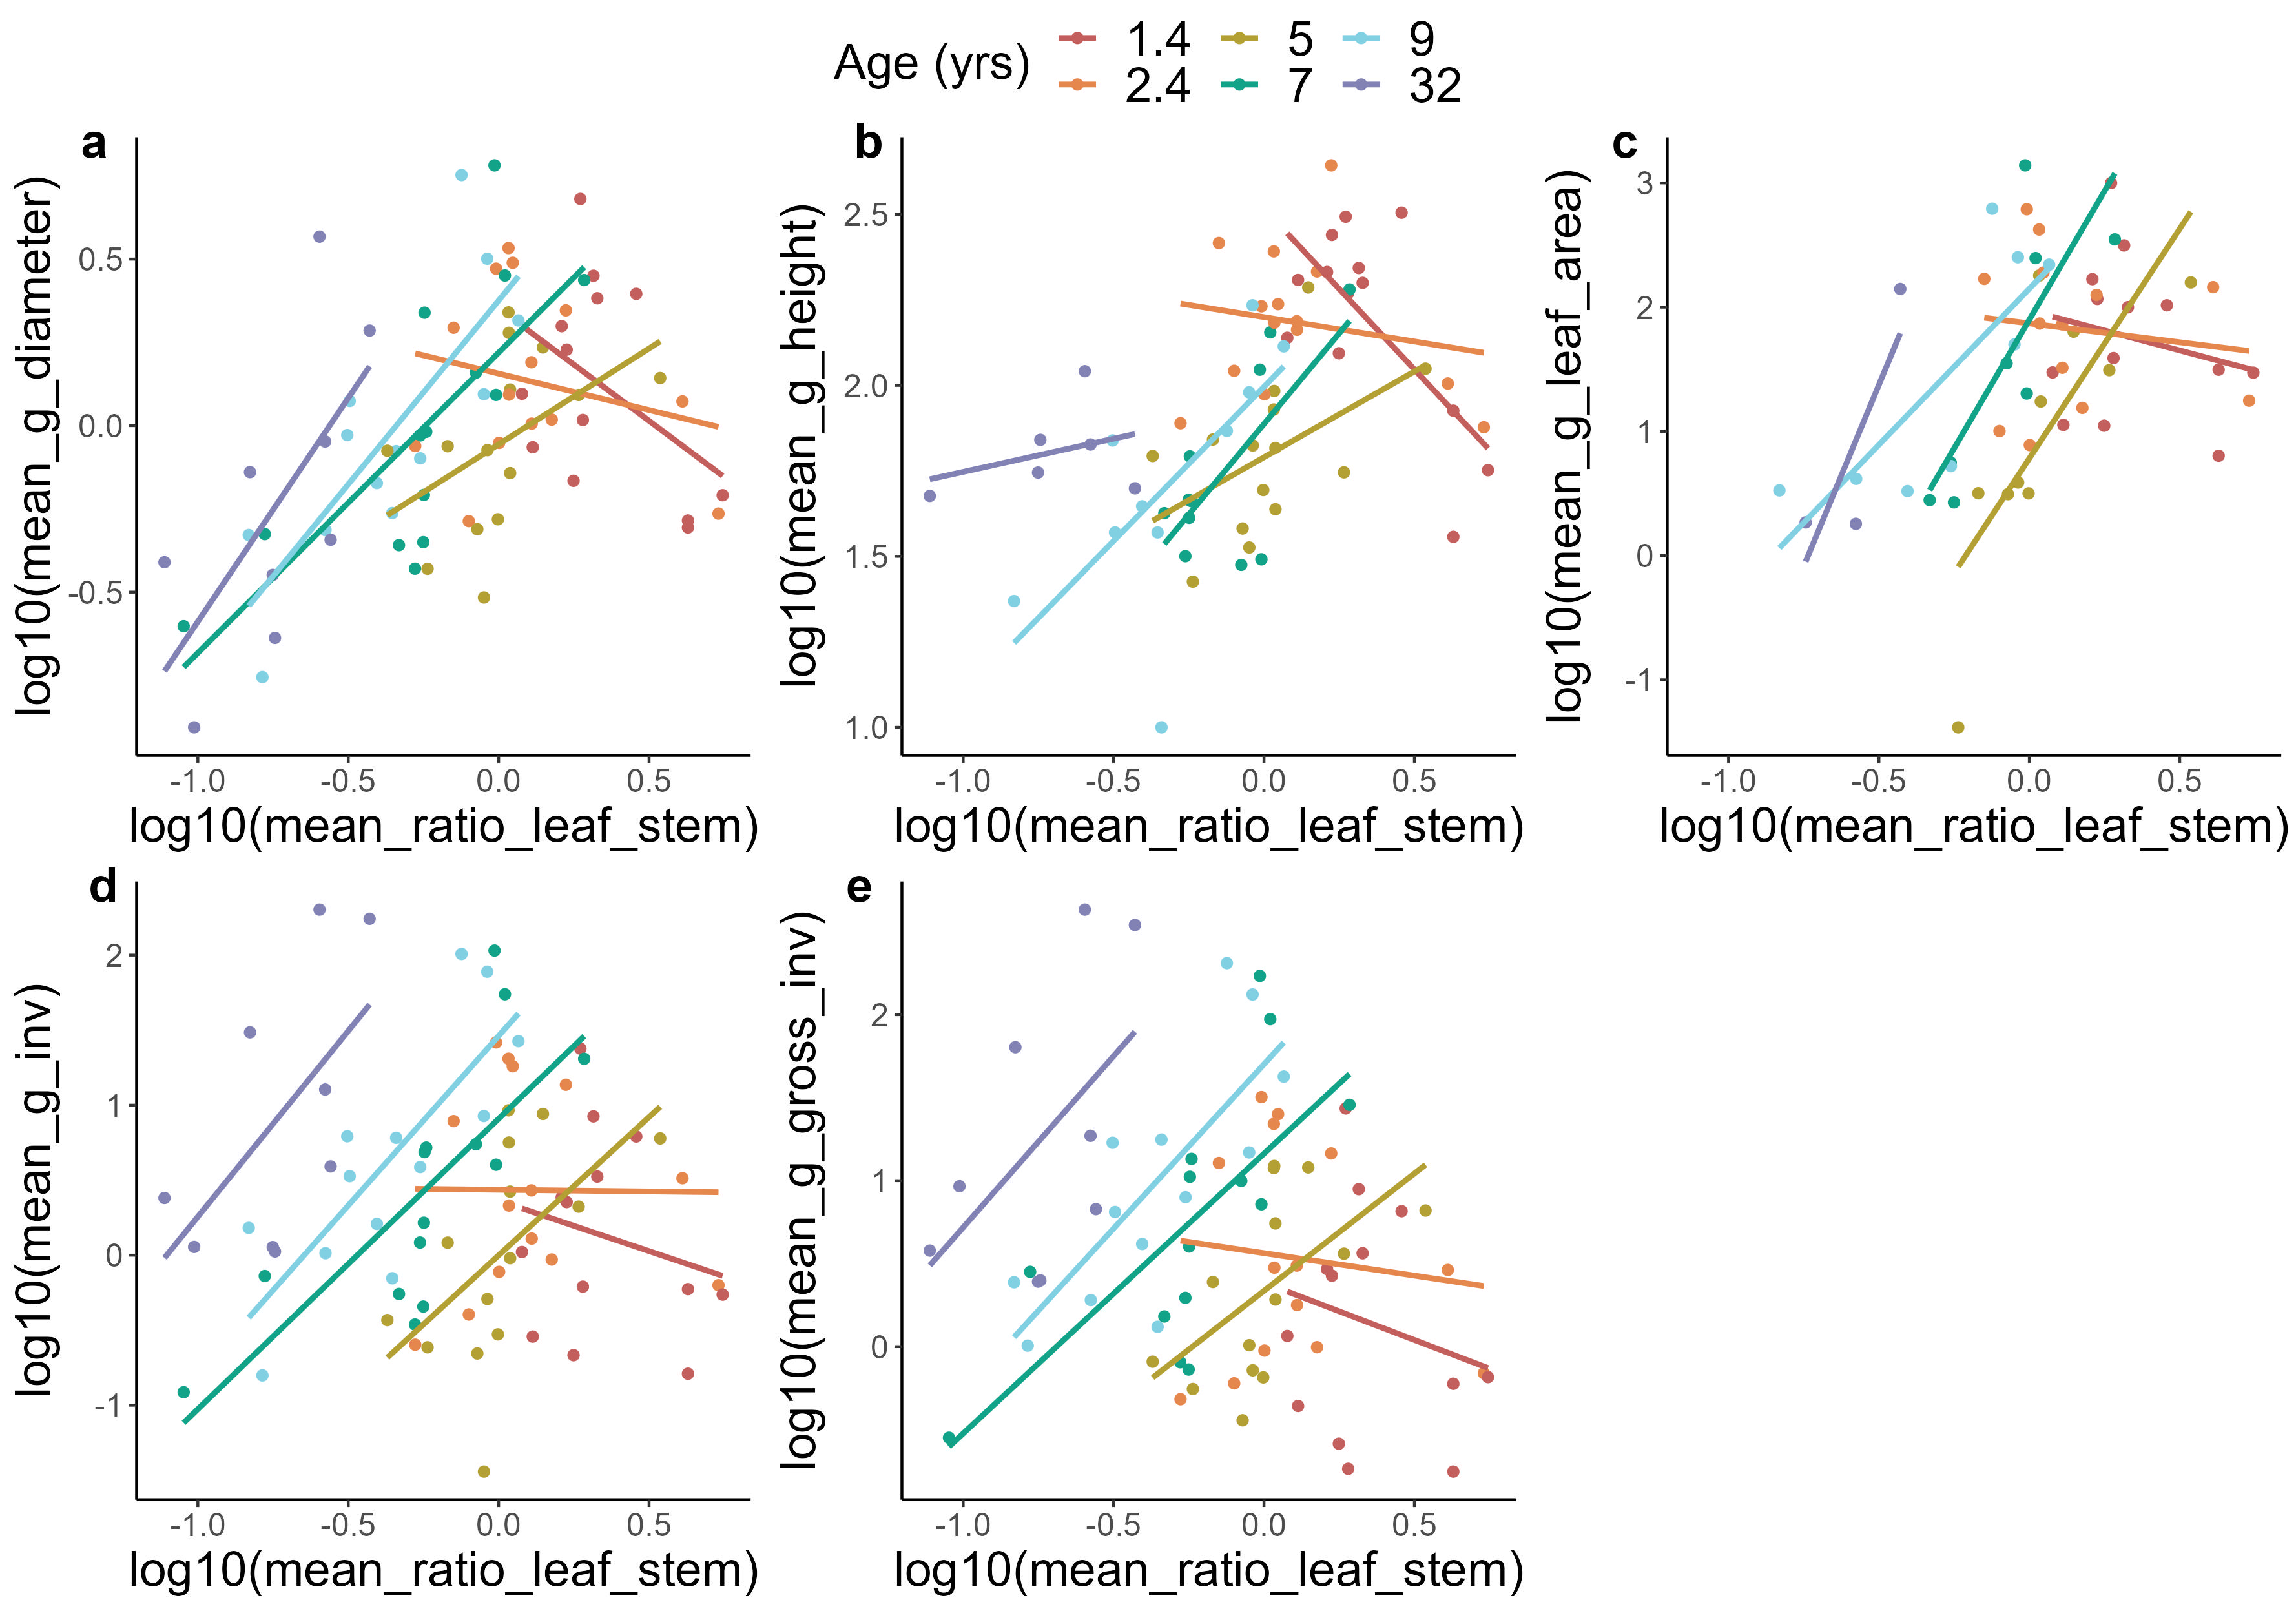 Age (yrs) 1.4 5 9
2.4 7 32
a
log10(mean_g_diameter)
0.5
0.0
-0.5
-1.0 -0.5 0.0 0.5
log10(mean_ratio_leaf_stem)
b
log10(mean_g_height)
2.5
2.0
1.5
1.0
-1.0 -0.5 0.0 0.5
log10(mean_ratio_leaf_stem)
c
log10(mean_g_leaf_area)
3
2
1
0
-1
-1.0 -0.5 0.0 0.5
log10(mean_ratio_leaf_stem)
d
log10(mean_g_inv)
2
1
0
-1
-1.0 -0.5 0.0 0.5
log10(mean_ratio_leaf_stem)
e
log10(mean_g_gross_inv)
2
1
0
-1.0 -0.5 0.0 0.5
log10(mean_ratio_leaf_stem)